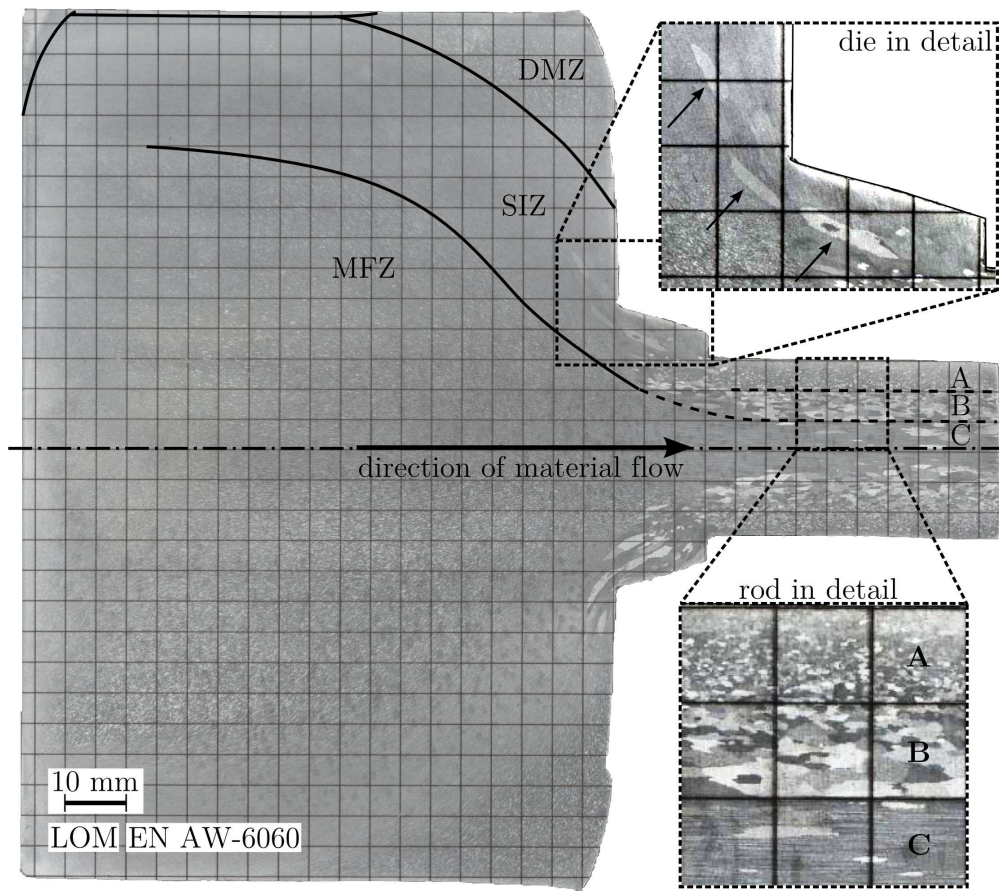 die in detail
DMZ
SIZ
MFZ
A
B
C
direction of material flow
rod in detail
A
B
C
10 mm
LOM EN AW-6060